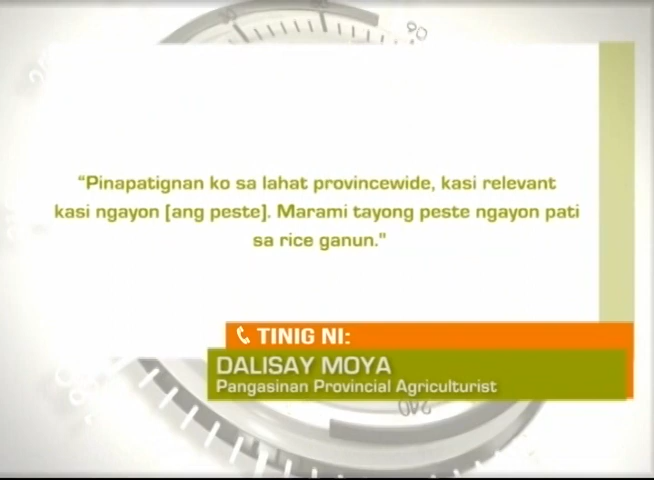 "Pinapatignan ko sa lahat provincewide, kasi relevant
kasi ngayon [ang peste]. Marami tayong peste ngayon pati
sa rice ganun."
TINIG NI:
DALISAY MOYA
Pangasinan Provincial Agriculturist
240